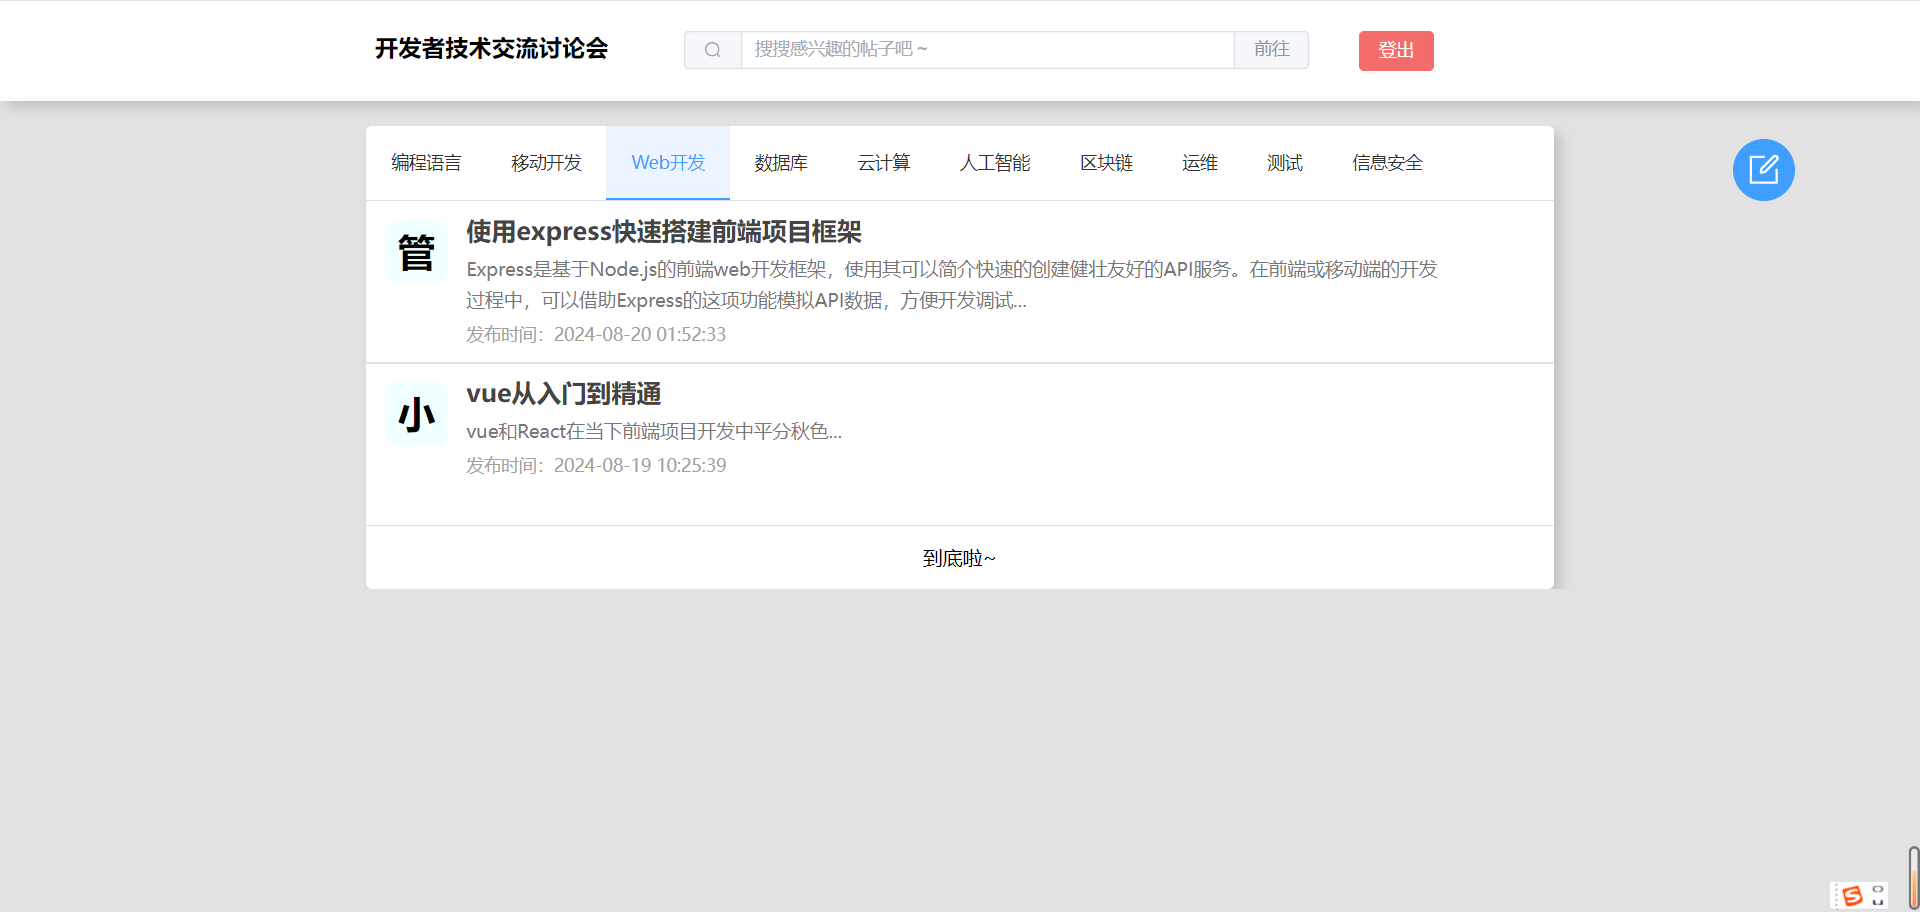 开发者技术交流讨论会
搜搜感兴趣的帖子吧 ~
前往
登出
编程语言 移动开发 Web开发 数据库 云计算 人工智能 区块链 运维 测试 信息安全
管
使用express快速搭建前端项目框架
Express是基于Node.js的前端web开发框架，使用其可以简介快速的创建健壮友好的API服务。在前端或移动端的开发
过程中，可以借助Express的这项功能模拟API数据，方便开发调试...
发布时间：2024-08-20 01:52:33
小
vue从入门到精通
vue和React在当下前端项目开发中平分秋色...
发布时间：2024-08-19 10:25:39
到底啦~